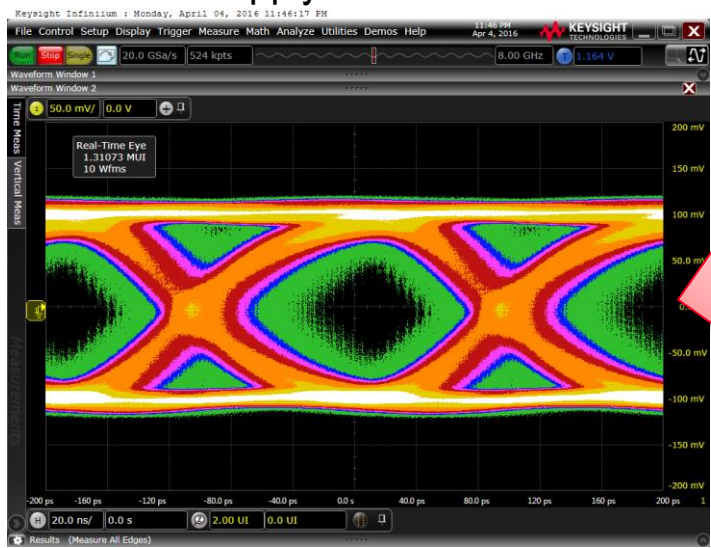 Keysight Infiniium : Monday, April 04, 2016 11:46:17 PM
File Control Setup Display Trigger Measure Math Analyze Utilities Demos Help
11:46 PM
Apr 4, 2016
KEYSIGHT
TECHNOLOGIES
Run Stop Single 20.0 GSa/s 524 kpts 8.00 GHz T 1.164 V
Waveform Window 1
Waveform Window 2
1 50.0 mV/ 0.0 V
Time Meas
Vertical Meas
Measurements
Real-Time Eye
1.31073 MUI
10 Wfms
200 mV
150 mV
100 mV
50.0 mV
-50.0 mV
-100 mV
-150 mV
-200 mV
-200 ps -160 ps -120 ps -80.0 ps -40.0 ps 0.0 s 40.0 ps 80.0 ps 120 ps 160 ps 200 ps 1
H 20.0 ns/ 0.0 s 2.00 UI 0.0 UI
Results (Measure All Edges)